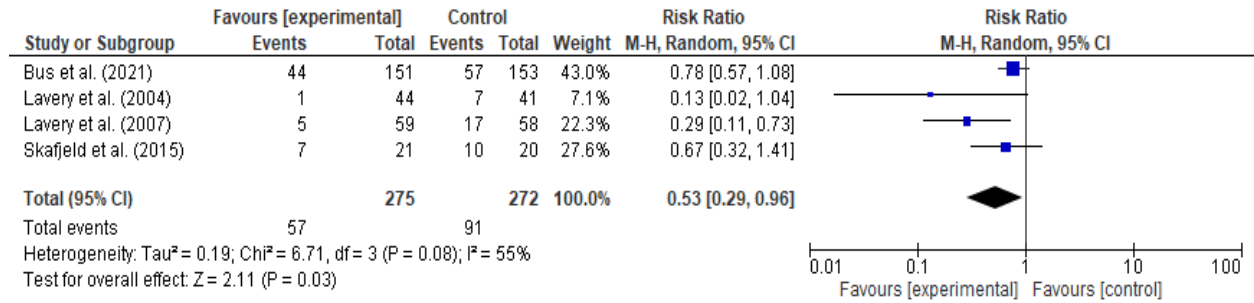 Favours [experimental] Control Risk Ratio Risk Ratio
Study or Subgroup Events Total Events Total Weight M-H, Random, 95% CI M-H, Random, 95% CI
Bus et al. (2021) 44 151 57 153 43.0% 0.78 [0.57, 1.08]
Lavery et al. (2004) 1 44 7 41 7.1% 0.13 [0.02, 1.04]
Lavery et al. (2007) 5 59 17 58 22.3% 0.29 [0.11, 0.73]
Skafjeld et al. (2015) 7 21 10 20 27.6% 0.67 [0.32, 1.41]
Total (95% CI) 275 272 100.0% 0.53 [0.29, 0.96]
Total events 57 91
Heterogeneity: Tau² = 0.19; Chi² = 6.71, df = 3 (P = 0.08); I² = 55%
Test for overall effect: Z = 2.11 (P = 0.03)
0.01 0.1 1 10 100
Favours [experimental] Favours [control]